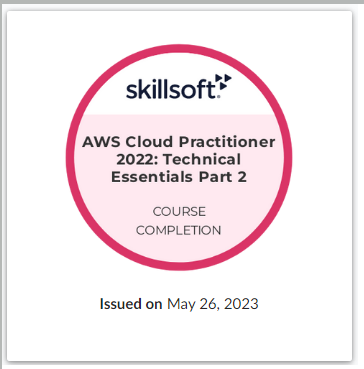 skillsoft
AWS Cloud Practitioner
2022: Technical
Essentials Part 2
COURSE
COMPLETION
Issued on May 26, 2023